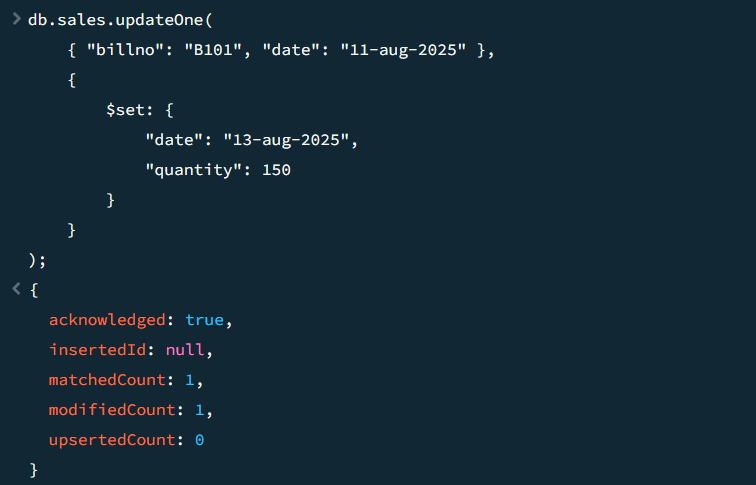 > db.sales.updateOne(
{ "billno": "B101", "date": "11-aug-2025" },
{
$set: {
"date": "13-aug-2025",
"quantity": 150
}
}
);
< {
acknowledged: true,
insertedId: null,
matchedCount: 1,
modifiedCount: 1,
upsertedCount: 0
}